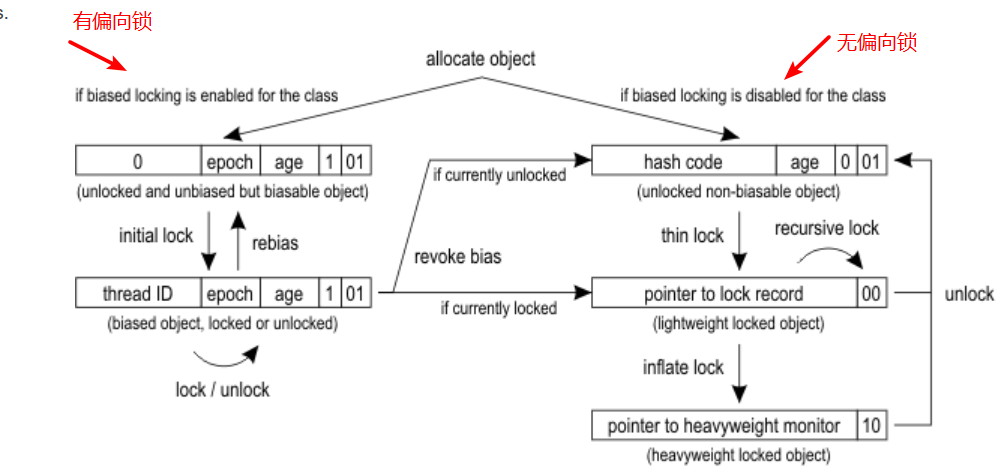 s.
有偏向锁
无偏向锁
allocate object
if biased locking is enabled for the class
if biased locking is disabled for the class
0 epoch age 1 01
(unlocked and unbiased but biasable object)
hash code age 0 01
(unlocked non-biasable object)
if currently unlocked
initial lock
rebias
revoke bias
thin lock
recursive lock
thread ID epoch age 1 01
(biased object, locked or unlocked)
if currently locked
pointer to lock record 00
(lightweight locked object)
unlock
lock / unlock
inflate lock
pointer to heavyweight monitor 10
(heavyweight locked object)